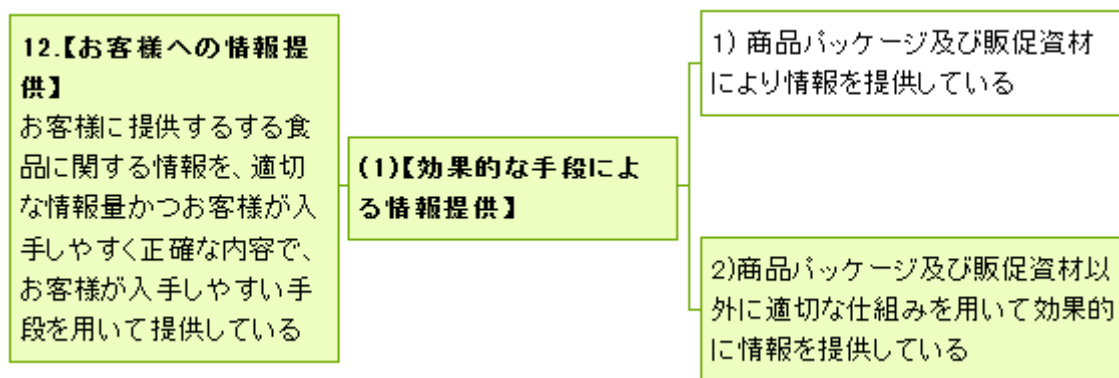 12.【お客様への情報提
供】
お客様に提供するする食
品に関する情報を、適切
な情報量かつお客様が入
手しやすく正確な内容で、
お客様が入手しやすい手
段を用いて提供している
(1)【効果的な手段によ
る情報提供】
1) 商品パッケージ及び販促資材
により情報を提供している
2)商品パッケージ及び販促資材以
外に適切な仕組みを用いて効果的
に情報を提供している